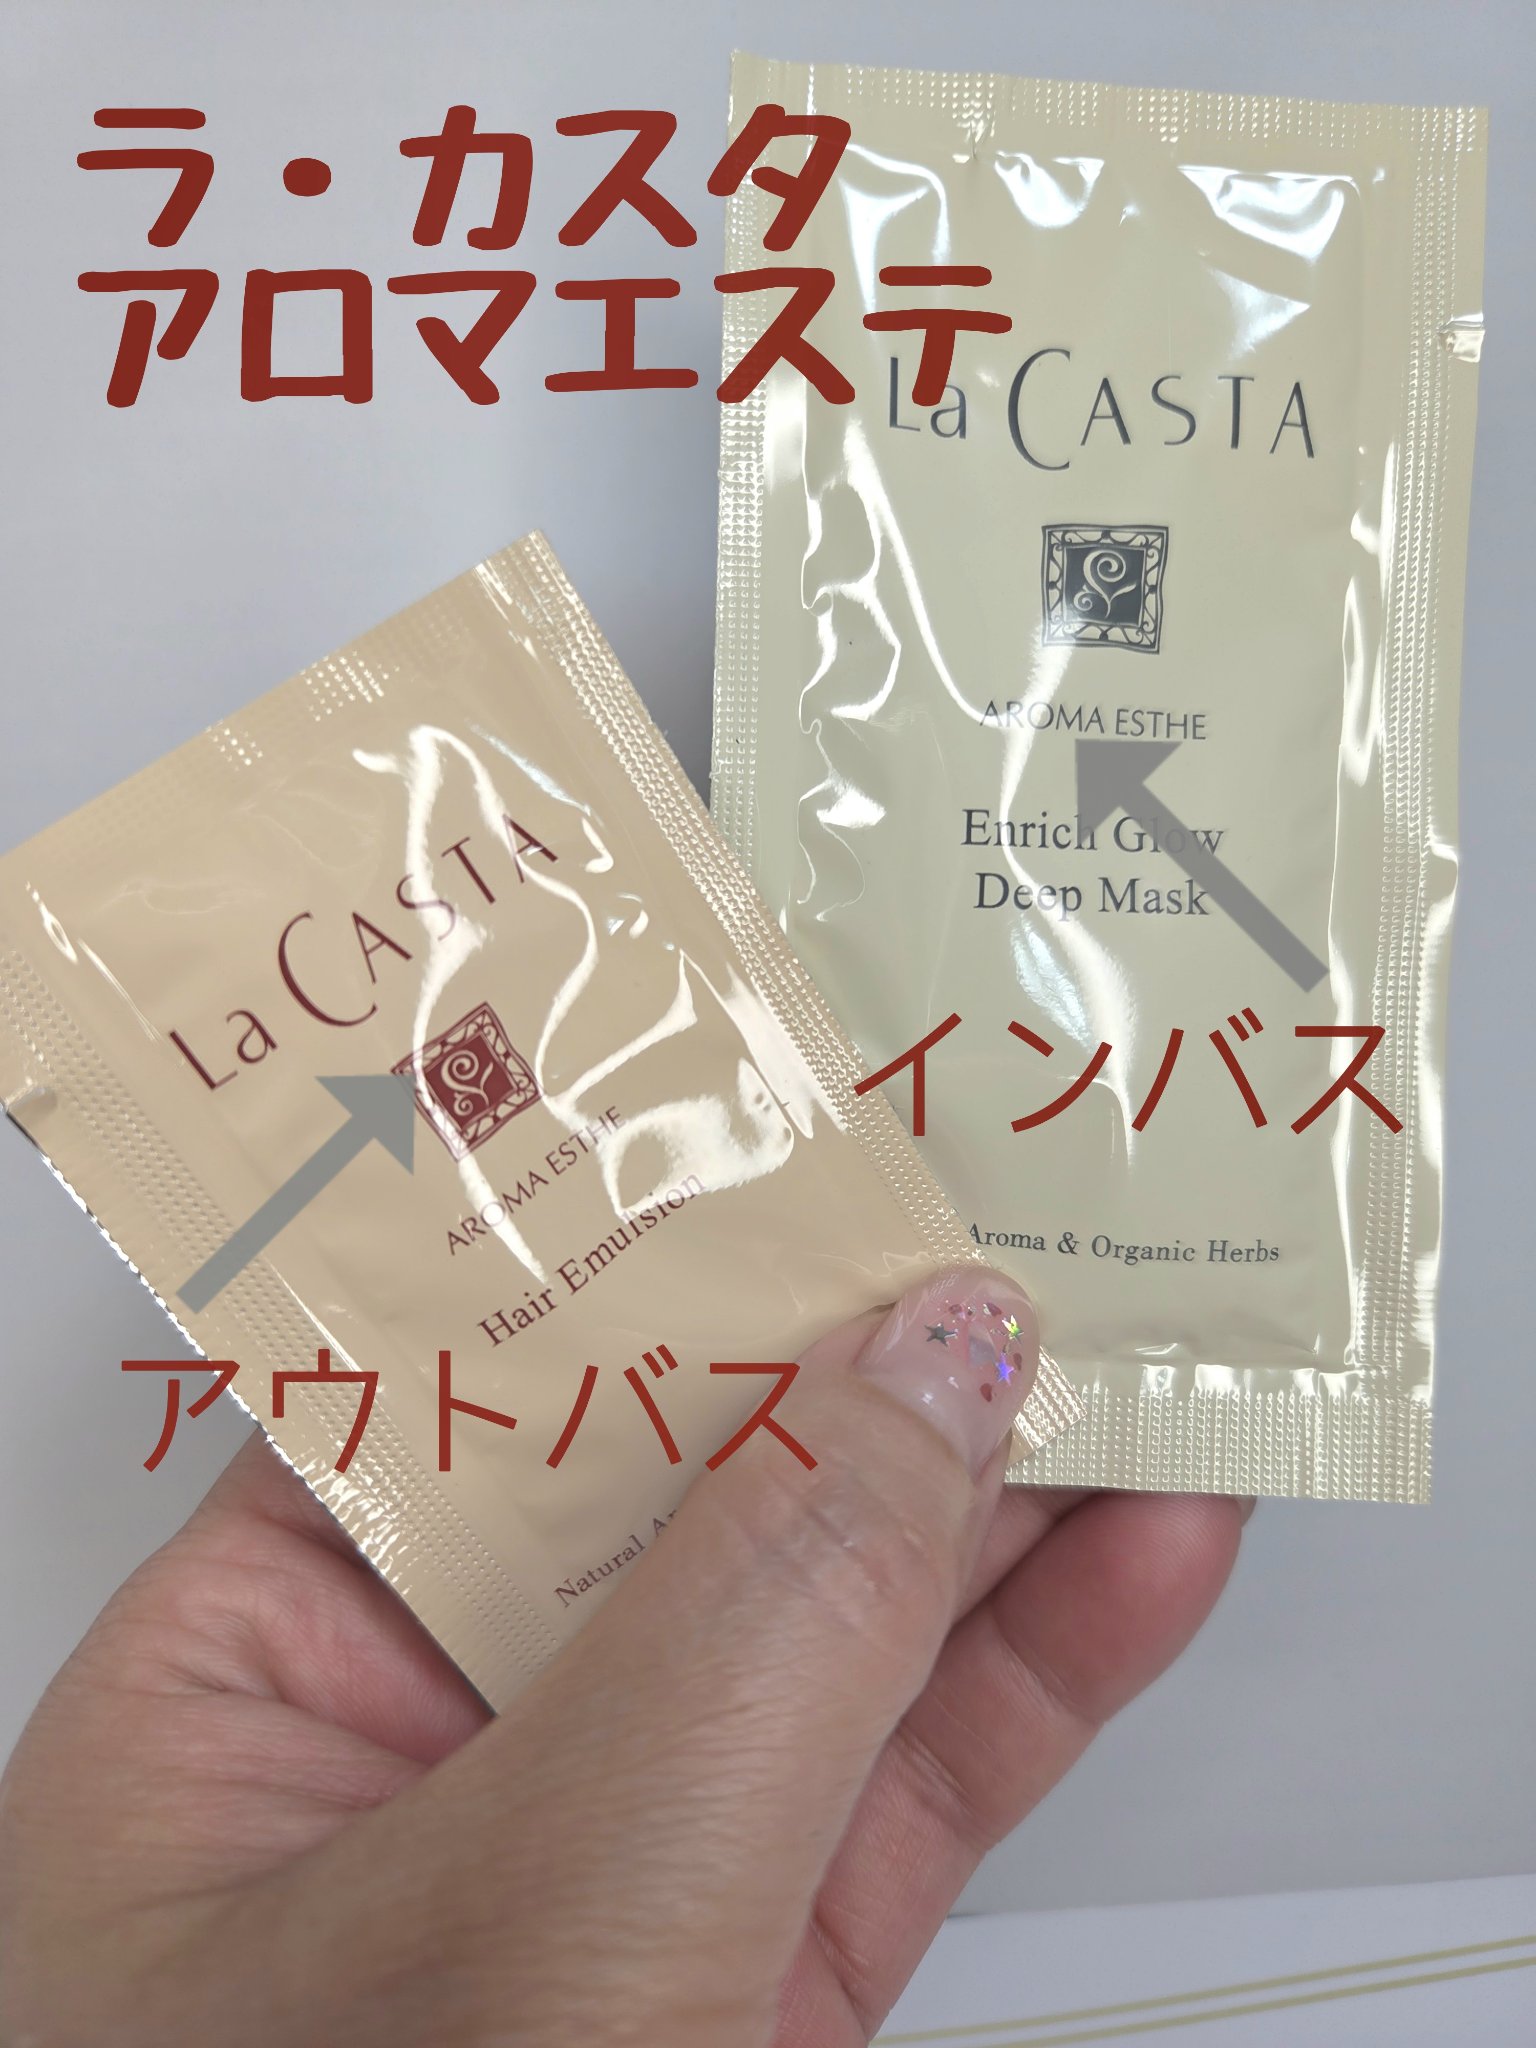 ラ・カスタ
アロマエステ
La CASTA
AROMA ESTHE
Enrich Glow
Deep Mask
インバス
Aroma & Organic Herbs
La CASTA
AROMA ESTHE
Hair Emulsion
アウトバス
Natural